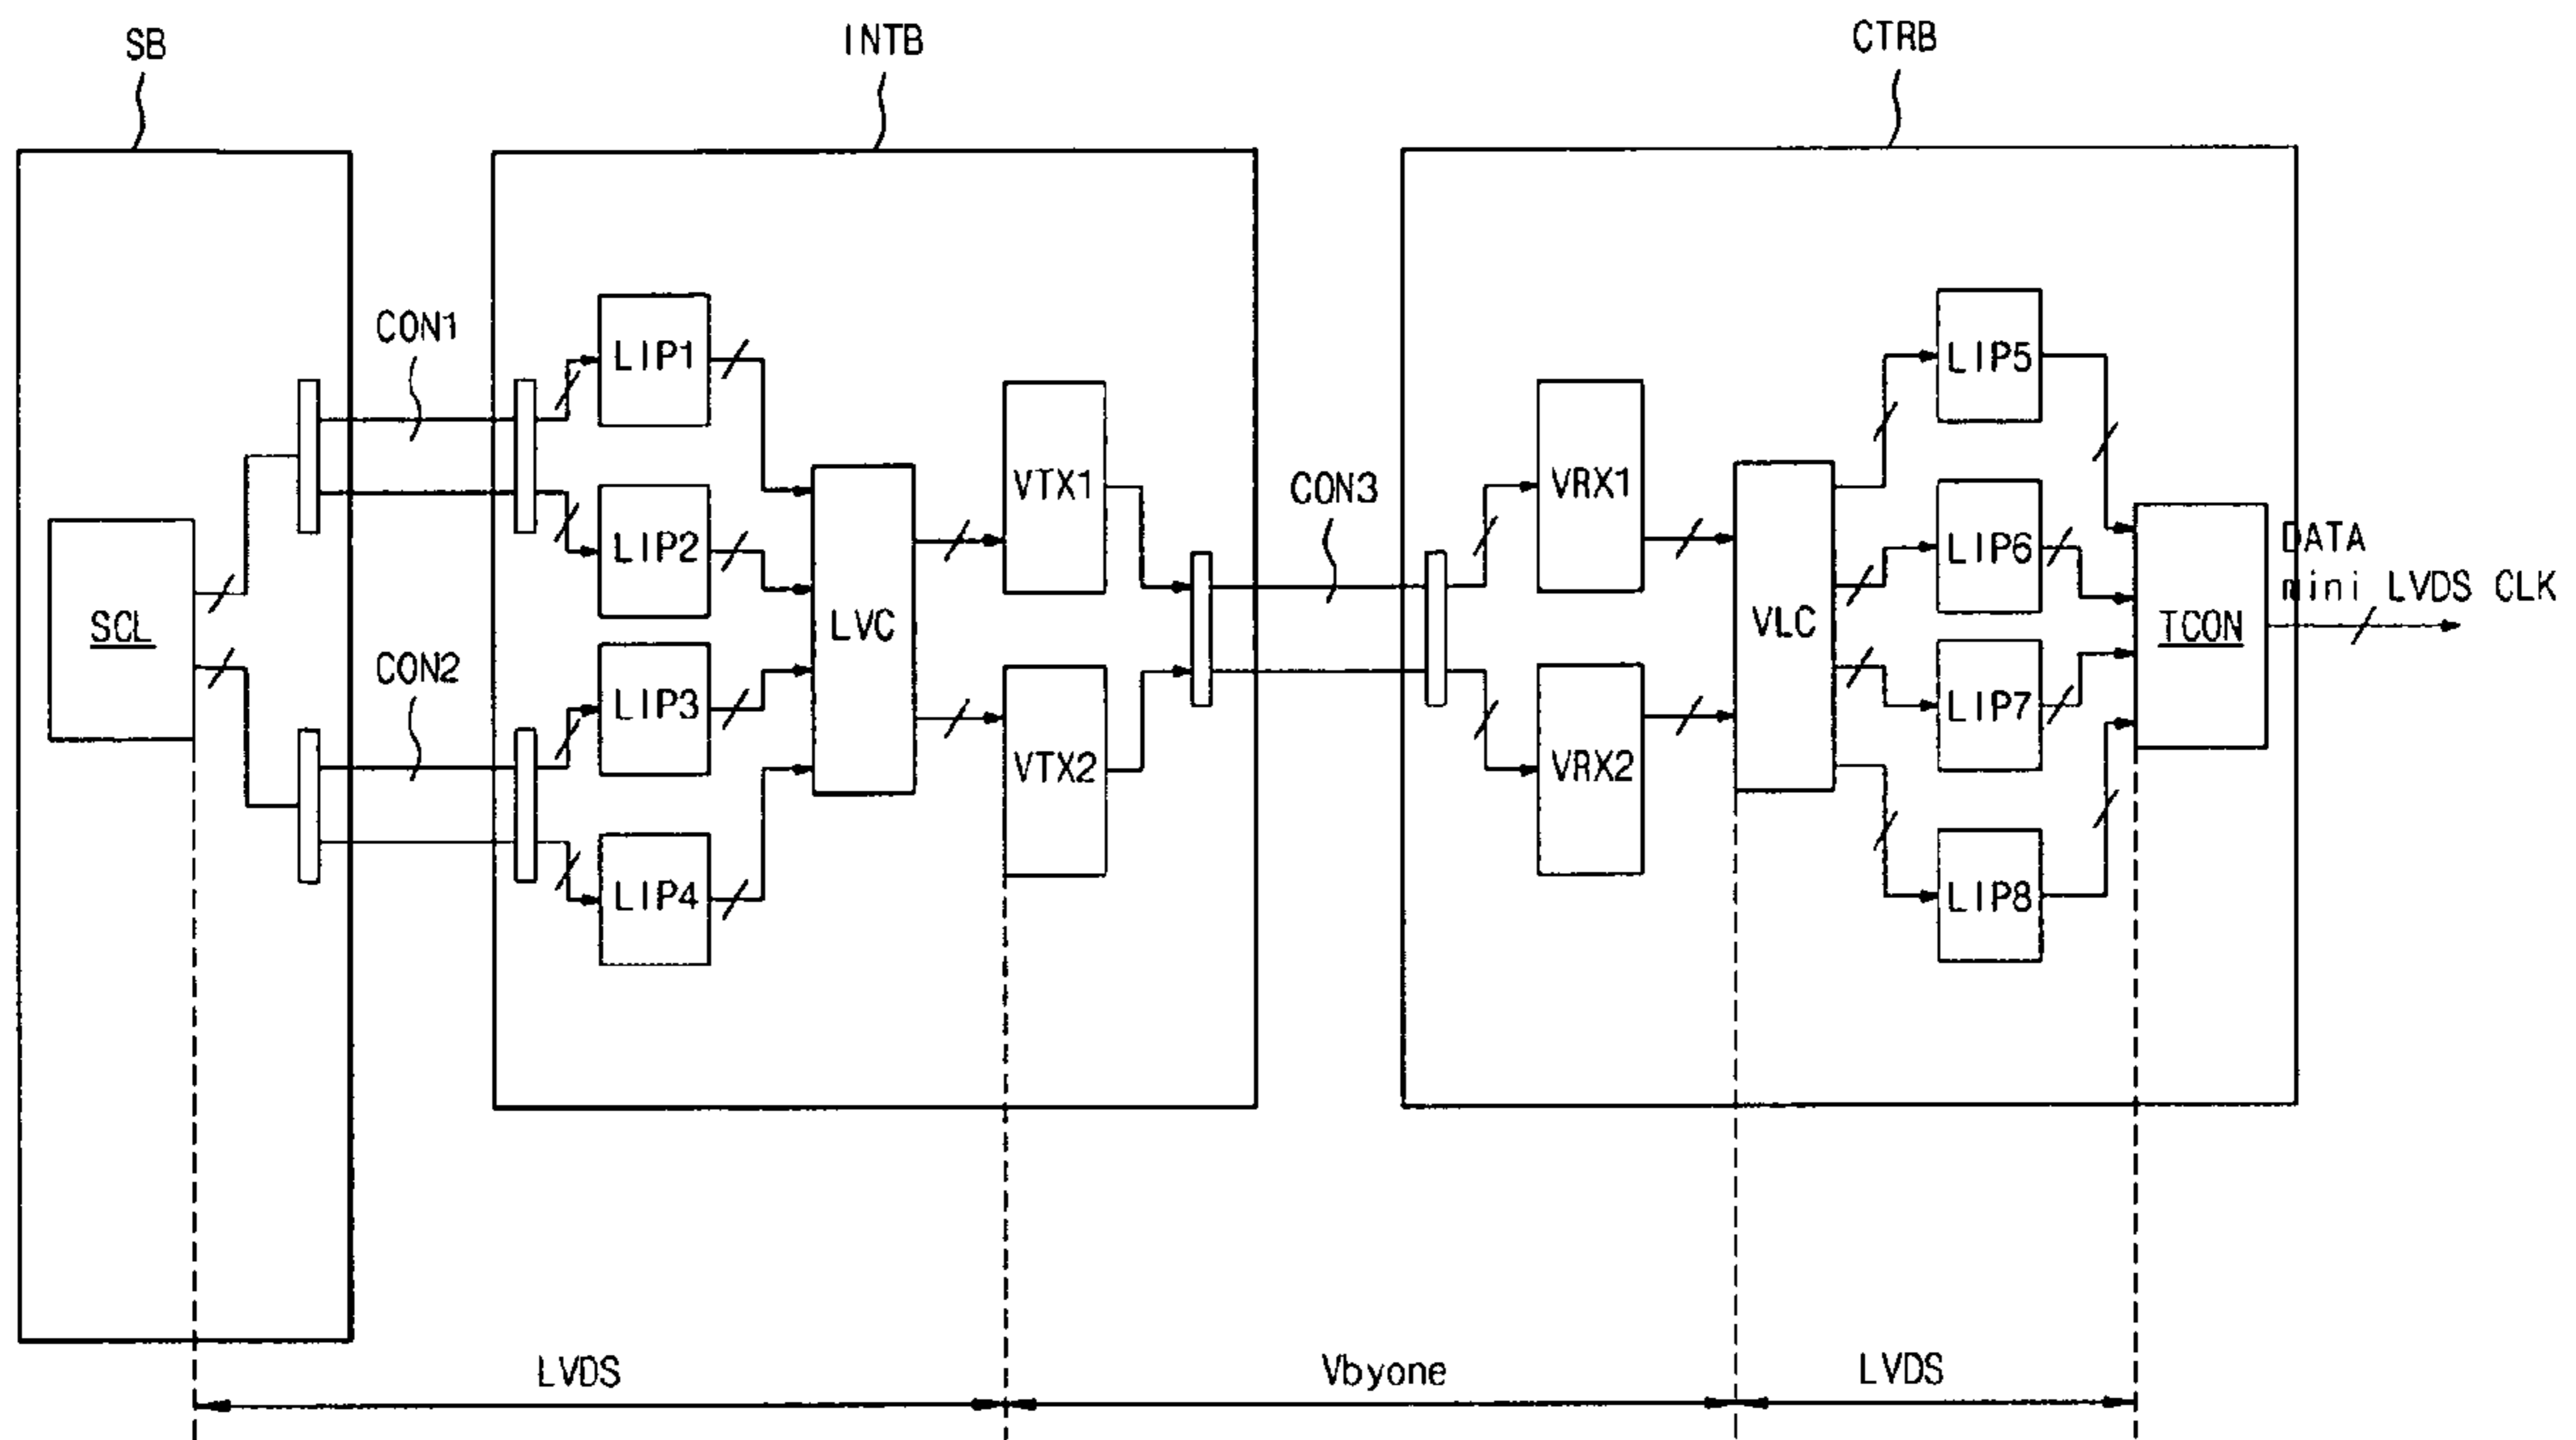 SB
INTB
CTRB
CON1
LIP1
LIP5
CON3
VTX1
VRX1
LIP2
LIP6
DATA
mini LVDS CLK
SCL
LVC
VLC
TCON
CON2
LIP3
LIP7
VTX2
VRX2
LIP4
LIP8
LVDS
Vbyone
LVDS